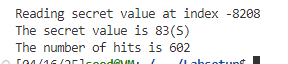 Reading secret value at index -8208
The secret value is 83(S)
The number of hits is 602